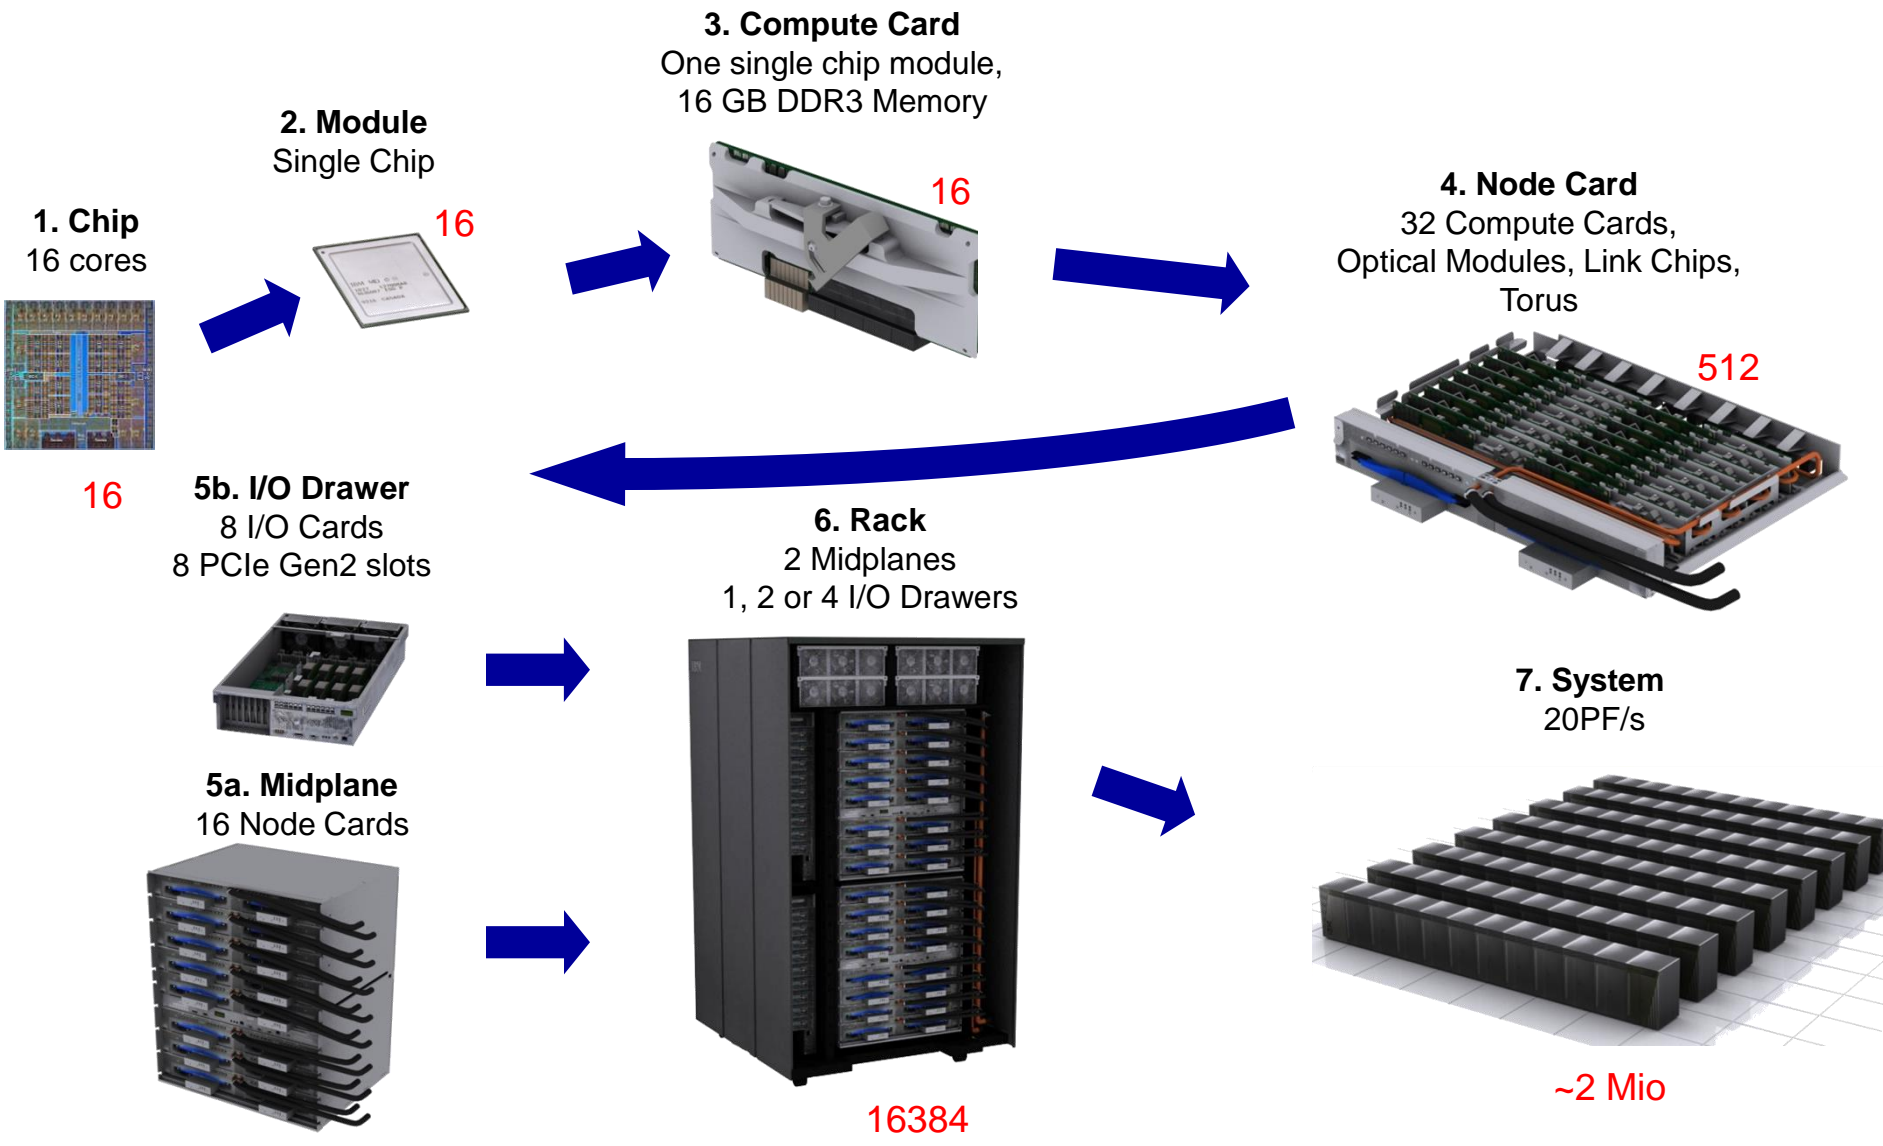 1. Chip
16 cores
16
2. Module
Single Chip
16
3. Compute Card
One single chip module,
16 GB DDR3 Memory
16
4. Node Card
32 Compute Cards,
Optical Modules, Link Chips,
Torus
512
5b. I/O Drawer
8 I/O Cards
8 PCIe Gen2 slots
5a. Midplane
16 Node Cards
6. Rack
2 Midplanes
1, 2 or 4 I/O Drawers
16384
7. System
20PF/s
~2 Mio